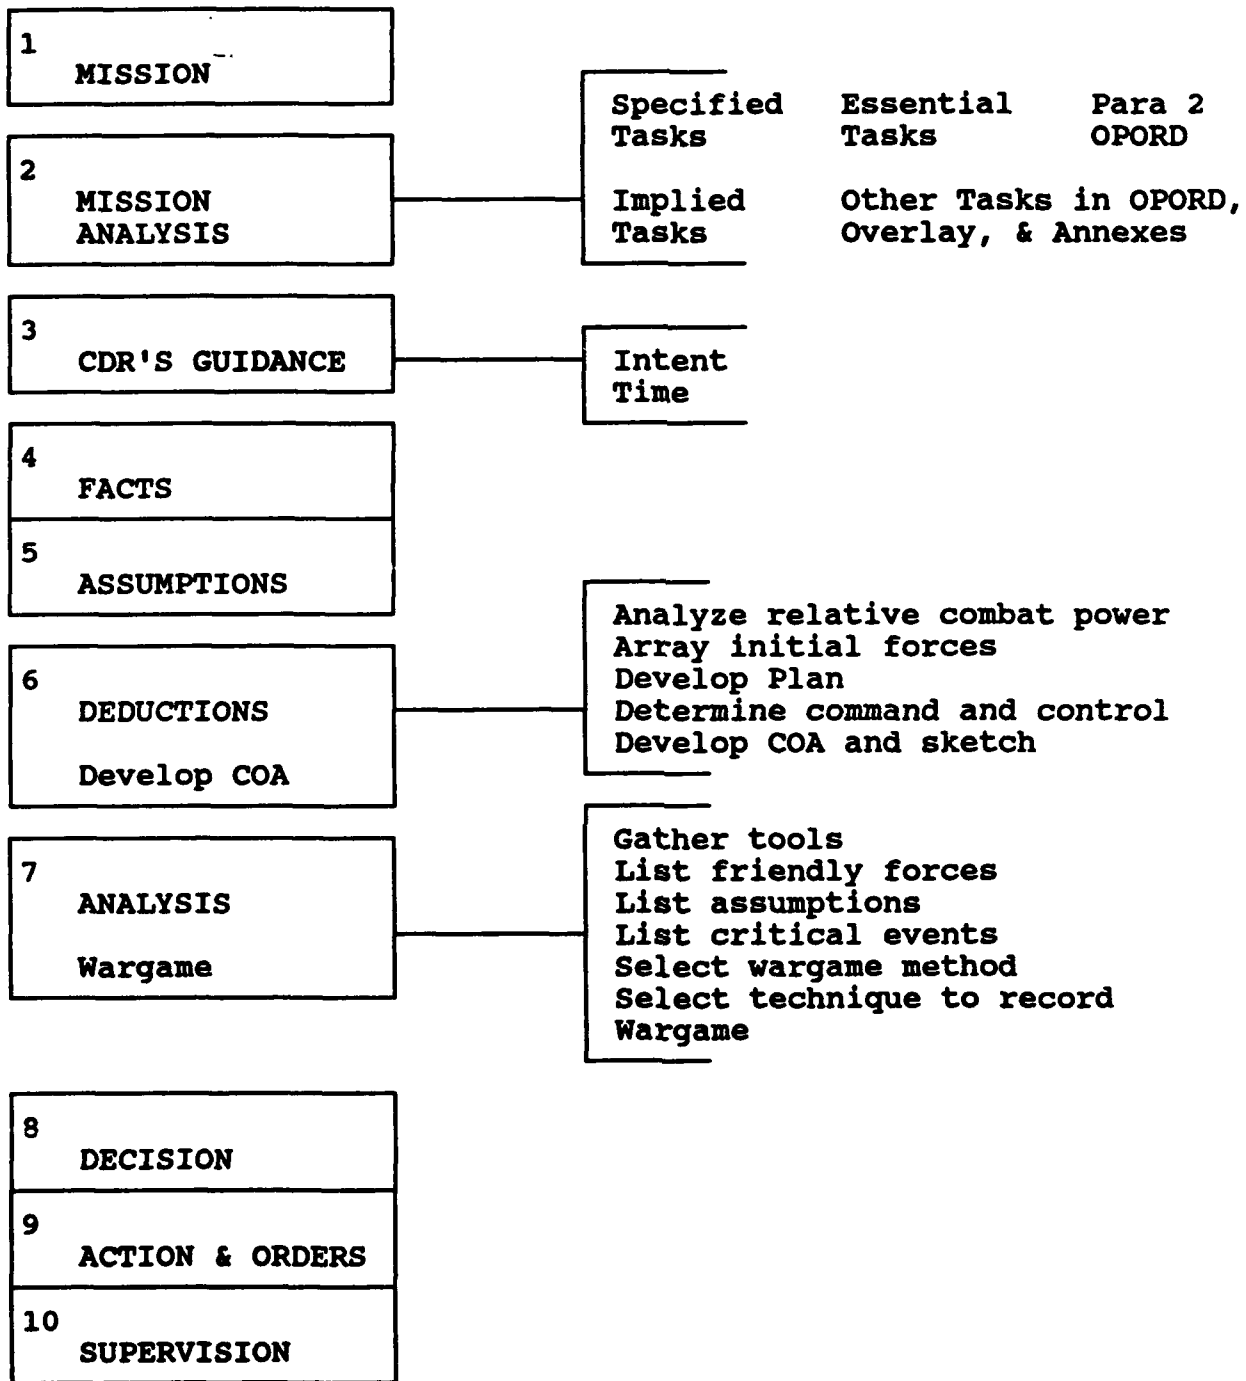 1
MISSION
2
MISSION
ANALYSIS
Specified Essential Para 2
Tasks Tasks OPORD
Implied Other Tasks in OPORD,
Tasks Overlay, & Annexes
3
CDR'S GUIDANCE
Intent
Time
4
FACTS
5
ASSUMPTIONS
6
DEDUCTIONS
Develop COA
Analyze relative combat power
Array initial forces
Develop Plan
Determine command and control
Develop COA and sketch
7
ANALYSIS
Wargame
Gather tools
List friendly forces
List assumptions
List critical events
Select wargame method
Select technique to record
Wargame
8
DECISION
9
ACTION & ORDERS
10
SUPERVISION